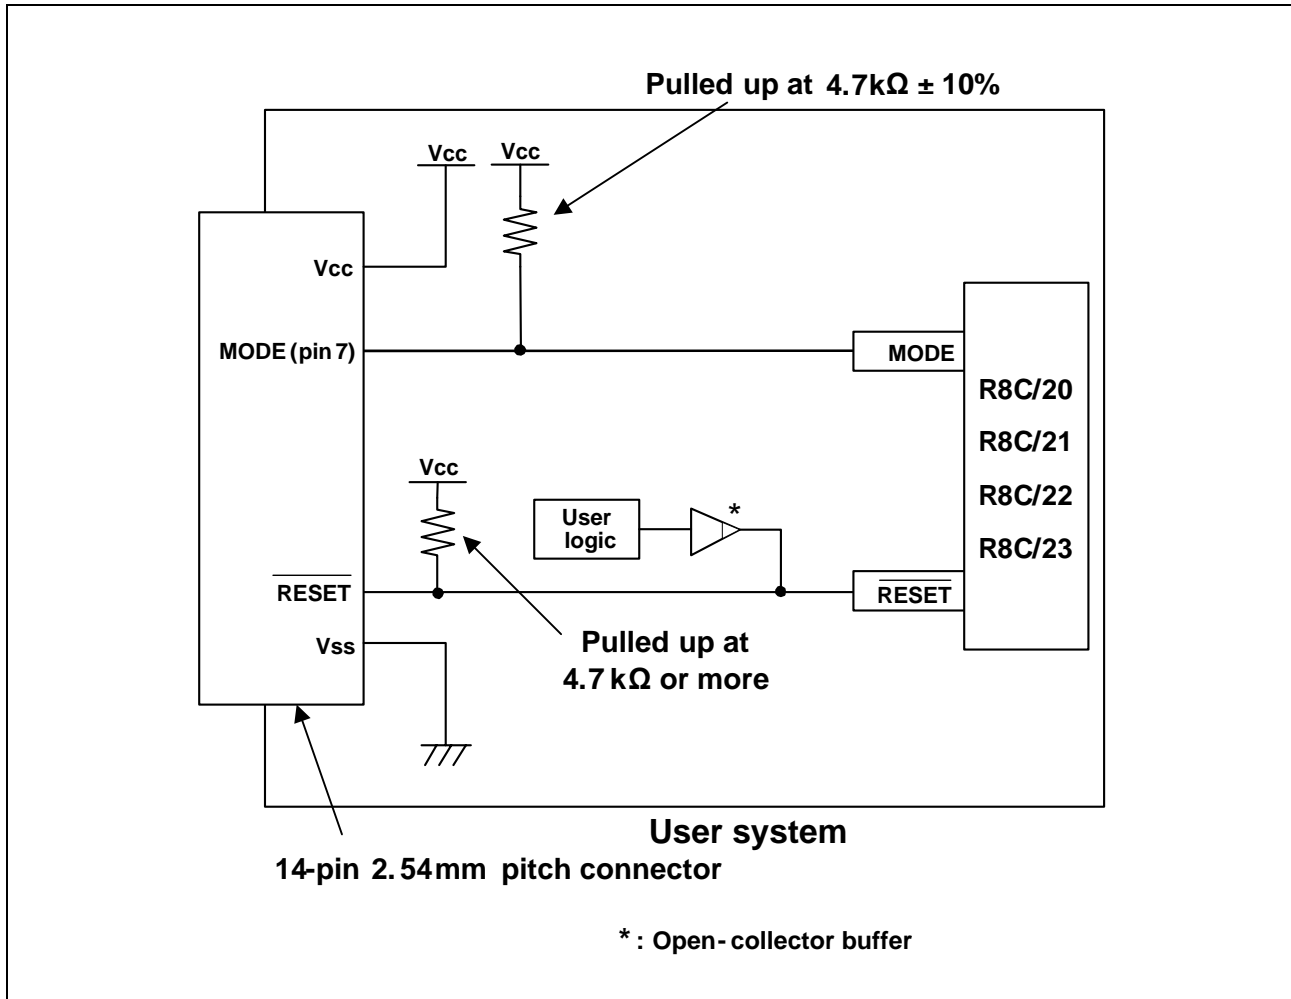 Pulled up at 4.7kΩ ± 10%
Vcc
Vcc
Vcc
MODE (pin 7)
MODE
R8C/20
R8C/21
R8C/22
R8C/23
Vcc
User
logic
*
RESET
RESET
Vss
Pulled up at
4.7 kΩ or more
User system
14-pin 2.54mm pitch connector
* : Open-collector buffer